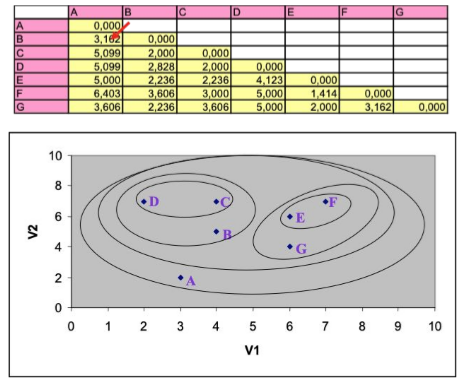 A B C D E F G
A 0,000
B 3,162 0,000
C 5,099 2,000 0,000
D 5,099 2,828 2,000 0,000
E 5,000 2,236 2,236 4,123 0,000
F 6,403 3,606 3,000 5,000 1,414 0,000
G 3,606 2,236 3,606 5,000 2,000 3,162 0,000
10
8
6
4
2
0
V2
D C F
E
B
G
A
0 1 2 3 4 5 6 7 8 9 10
V1